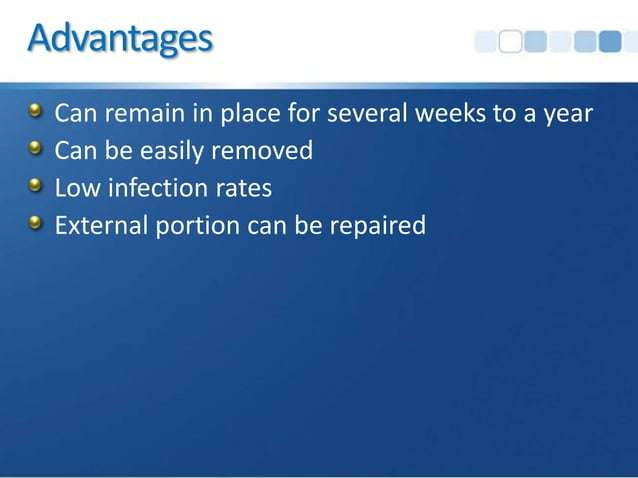 Advantages
Can remain in place for several weeks to a year
Can be easily removed
Low infection rates
External portion can be repaired